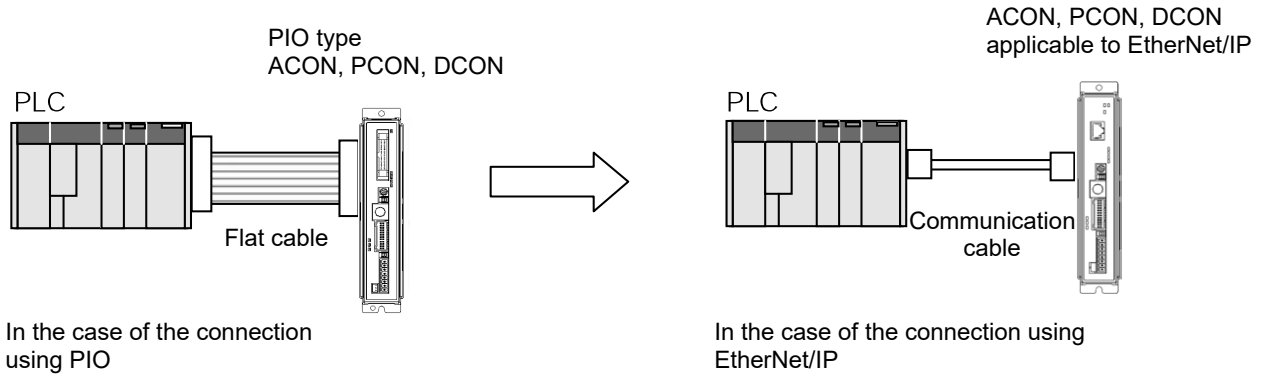 PIO type
ACON, PCON, DCON
PLC
Flat cable
In the case of the connection
using PIO
ACON, PCON, DCON
applicable to EtherNet/IP
PLC
Communication
cable
In the case of the connection using
EtherNet/IP